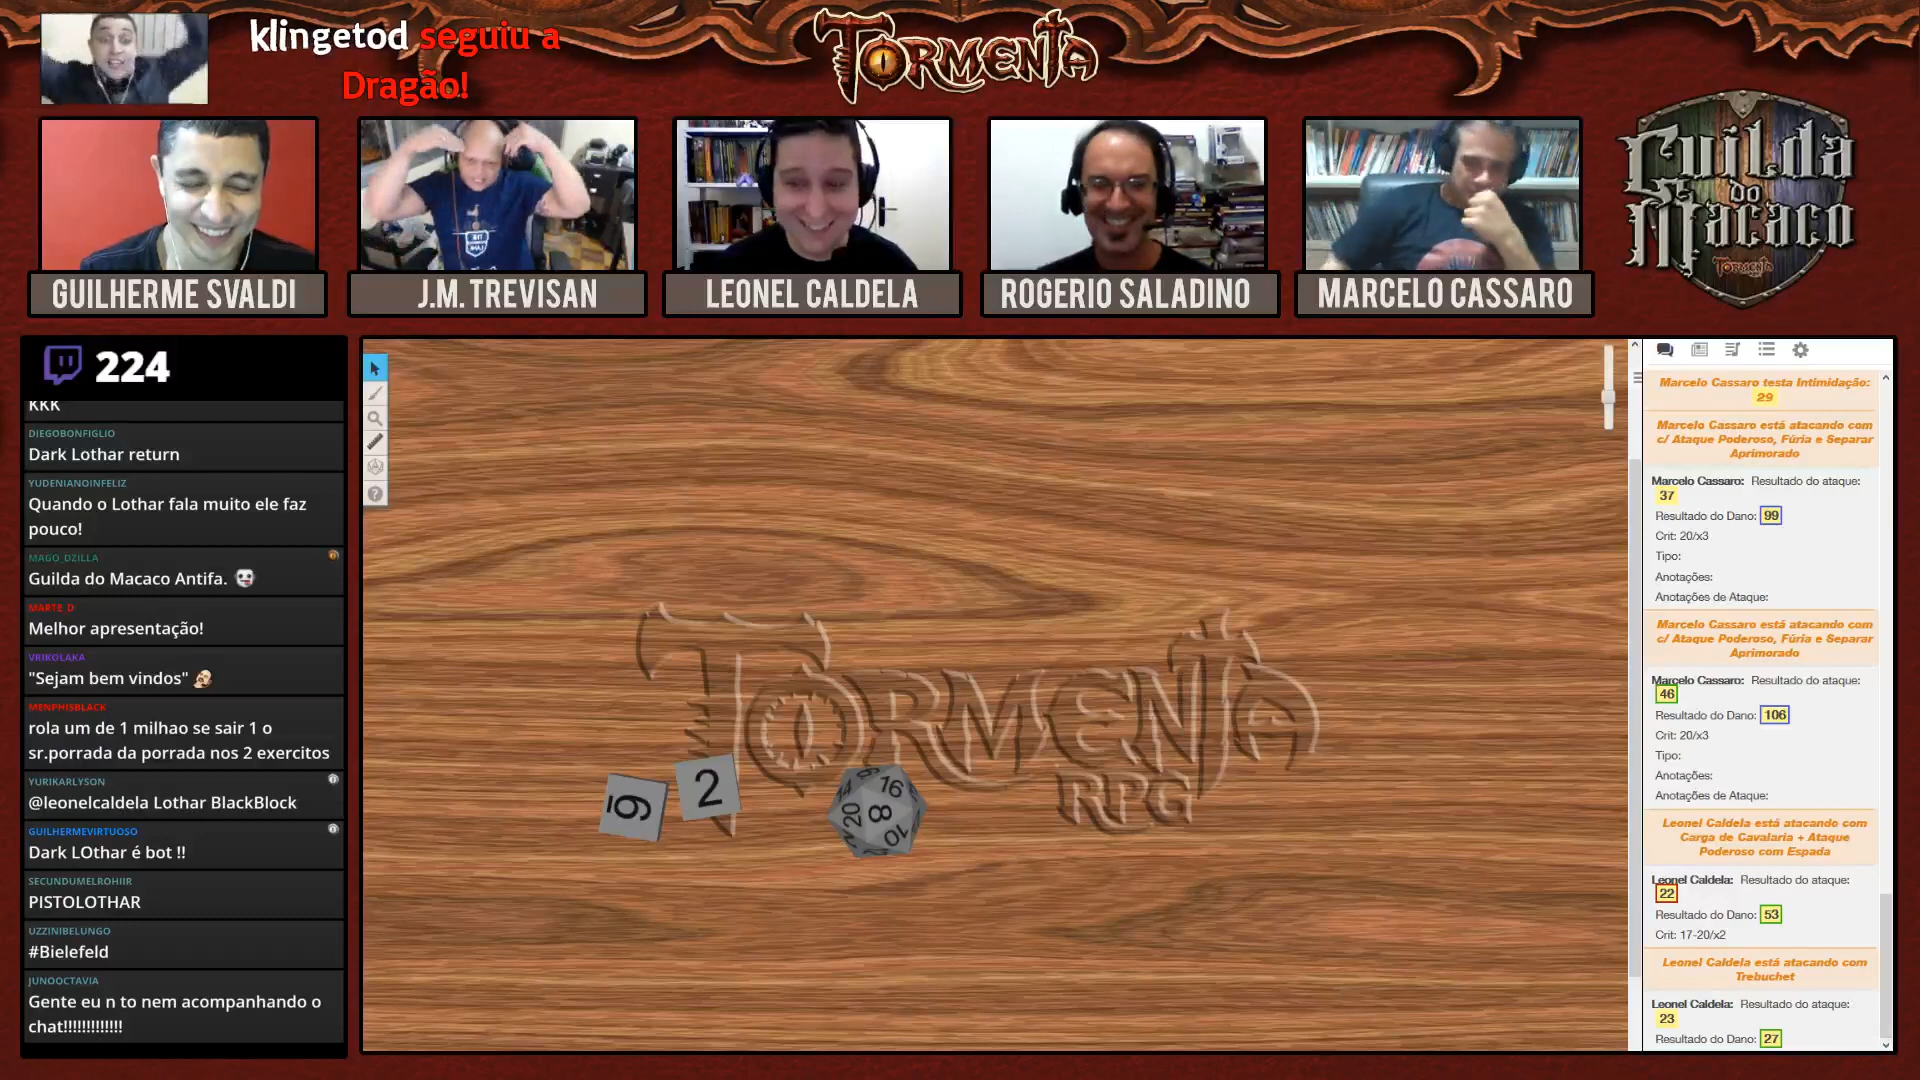 klingetod seguiu a
Dragão!
TORMENTA
GUILHERME SVALDI
J.M. TREVISAN
LEONEL CALDELA
ROGERIO SALADINO
MARCELO CASSARO
Guilda
do
Macaco
TORMENTA
224
KKK
DIEGOBONFIGLIO
Dark Lothar return
YUDENIANOINFELIZ
Quando o Lothar fala muito ele faz
pouco!
MAGO_DZILLA
Guilda do Macaco Antifa.
MARTE_D
Melhor apresentação!
VRIKOLAKA
"Sejam bem vindos"
MENPHISBLACK
rola um de 1 milhao se sair 1 o
sr.porrada da porrada nos 2 exercitos
YURIKARLYSON
@leonelcaldela Lothar BlackBlock
GUILHERMEVIRTUOSO
Dark LOthar é bot !!
SECUNDUMELROHIIR
PISTOLOTHAR
UZZINIBELUNGO
#Bielefeld
JUNOOCTAVIA
Gente eu n to nem acompanhando o
chat!!!!!!!!!!!!!
TORMENTA
RPG
9
2
16
20
8
10
Marcelo Cassaro testa Intimidação:
29
Marcelo Cassaro está atacando com
c/ Ataque Poderoso, Fúria e Separar
Aprimorado
Marcelo Cassaro: Resultado do ataque:
37
Resultado do Dano: 99
Crit: 20/x3
Tipo:
Anotações:
Anotações de Ataque:
Marcelo Cassaro está atacando com
c/ Ataque Poderoso, Fúria e Separar
Aprimorado
Marcelo Cassaro: Resultado do ataque:
46
Resultado do Dano: 106
Crit: 20/x3
Tipo:
Anotações:
Anotações de Ataque:
Leonel Caldela está atacando com
Carga de Cavalaria + Ataque
Poderoso com Espada
Leonel Caldela: Resultado do ataque:
22
Resultado do Dano: 53
Crit: 17-20/x2
Leonel Caldela está atacando com
Trebuchet
Leonel Caldela: Resultado do ataque:
23
Resultado do Dano: 27